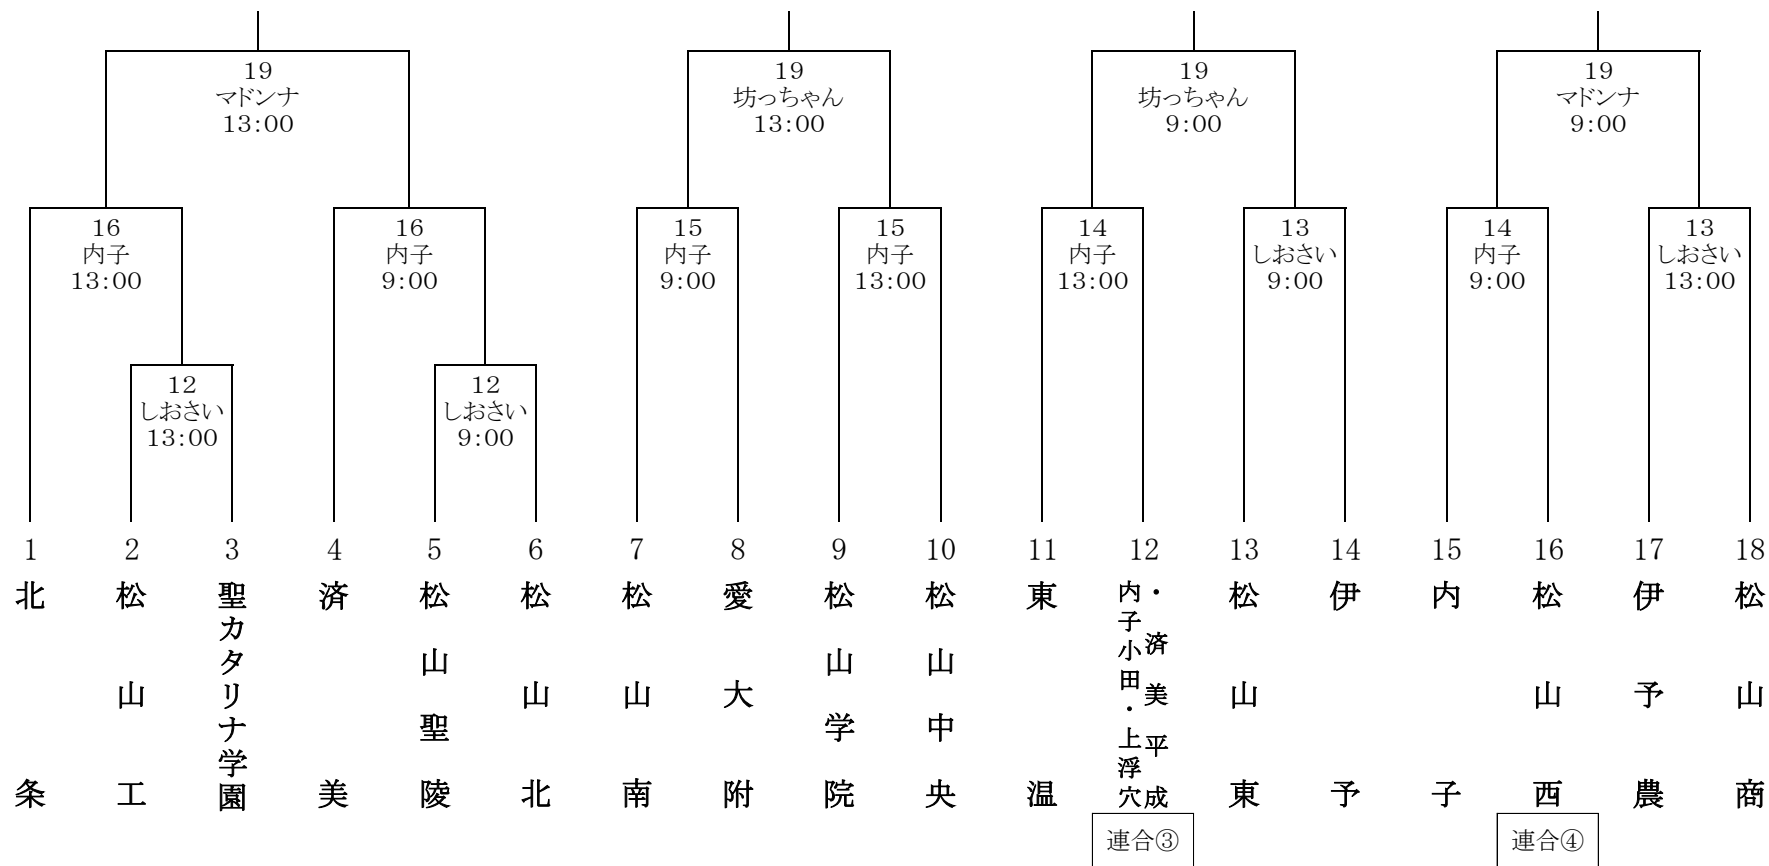 19
マドンナ
13:00
19
坊っちゃん
13:00
19
坊っちゃん
9:00
19
マドンナ
9:00
16
内子
13:00
16
内子
9:00
15
内子
9:00
15
内子
13:00
14
内子
13:00
13
しおさい
9:00
14
内子
9:00
13
しおさい
13:00
12
しおさい
13:00
12
しおさい
9:00
1 2 3 4 5 6 7 8 9 10 11 12 13 14 15 16 17 18
北条
松山工
聖カタリナ学園
済美
松山聖陵
松山北
松山南
愛大附
松山学院
松山中央
東温
内子小田・上浮穴
・済美平成
松山東
伊予
内子
松山西
伊予農
松山商
連合③
連合④